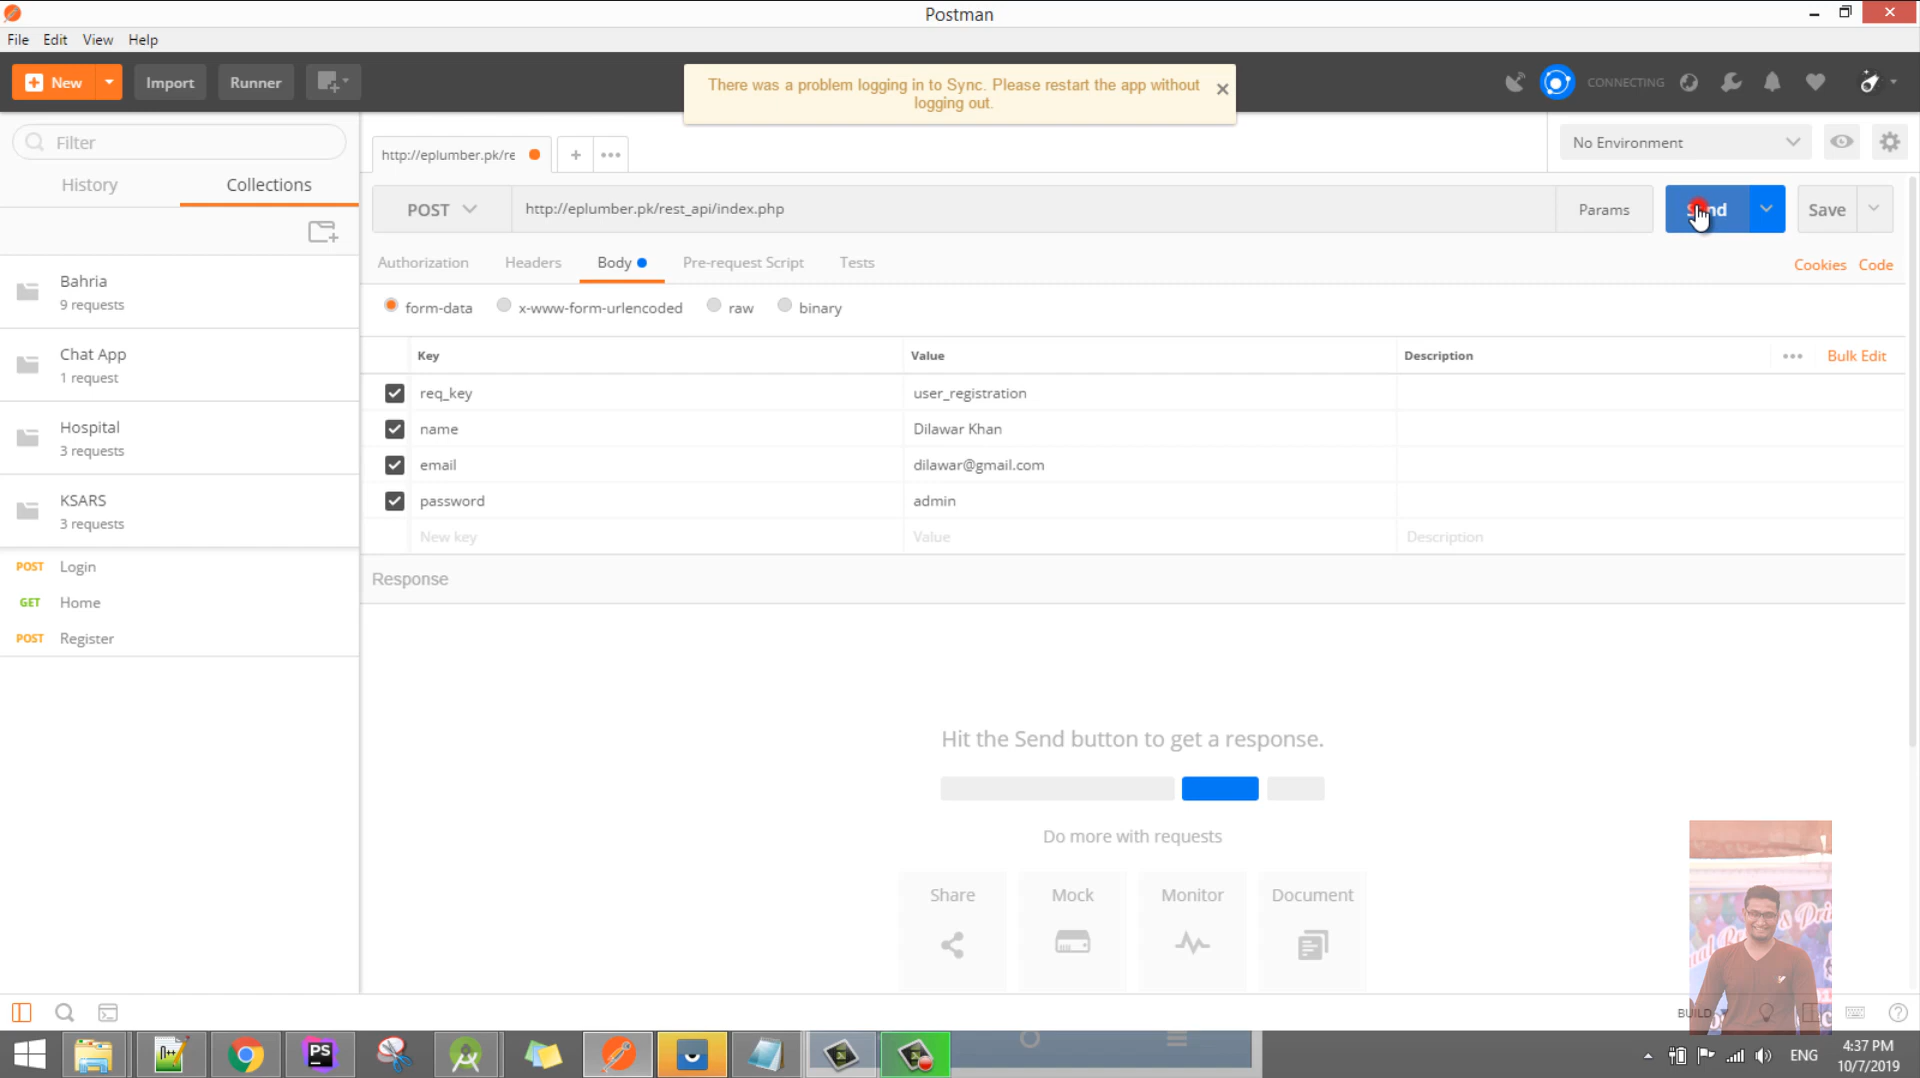 Postman
File Edit View Help
New Import Runner
There was a problem logging in to Sync. Please restart the app without
logging out.
CONNECTING
Filter
History Collections
Bahria
9 requests
Chat App
1 request
Hospital
3 requests
KSARS
3 requests
POST Login
GET Home
POST Register
http://eplumber.pk/re
No Environment
POST http://eplumber.pk/rest_api/index.php Params Send Save
Authorization Headers Body Pre-request Script Tests Cookies Code
form-data x-www-form-urlencoded raw binary
Key Value Description Bulk Edit
req_key user_registration
name Dilawar Khan
email dilawar@gmail.com
password admin
New key Value Description
Response
Hit the Send button to get a response.
Do more with requests
Share Mock Monitor Document
BUILD
n++ PS
ENG
4:37 PM
10/7/2019